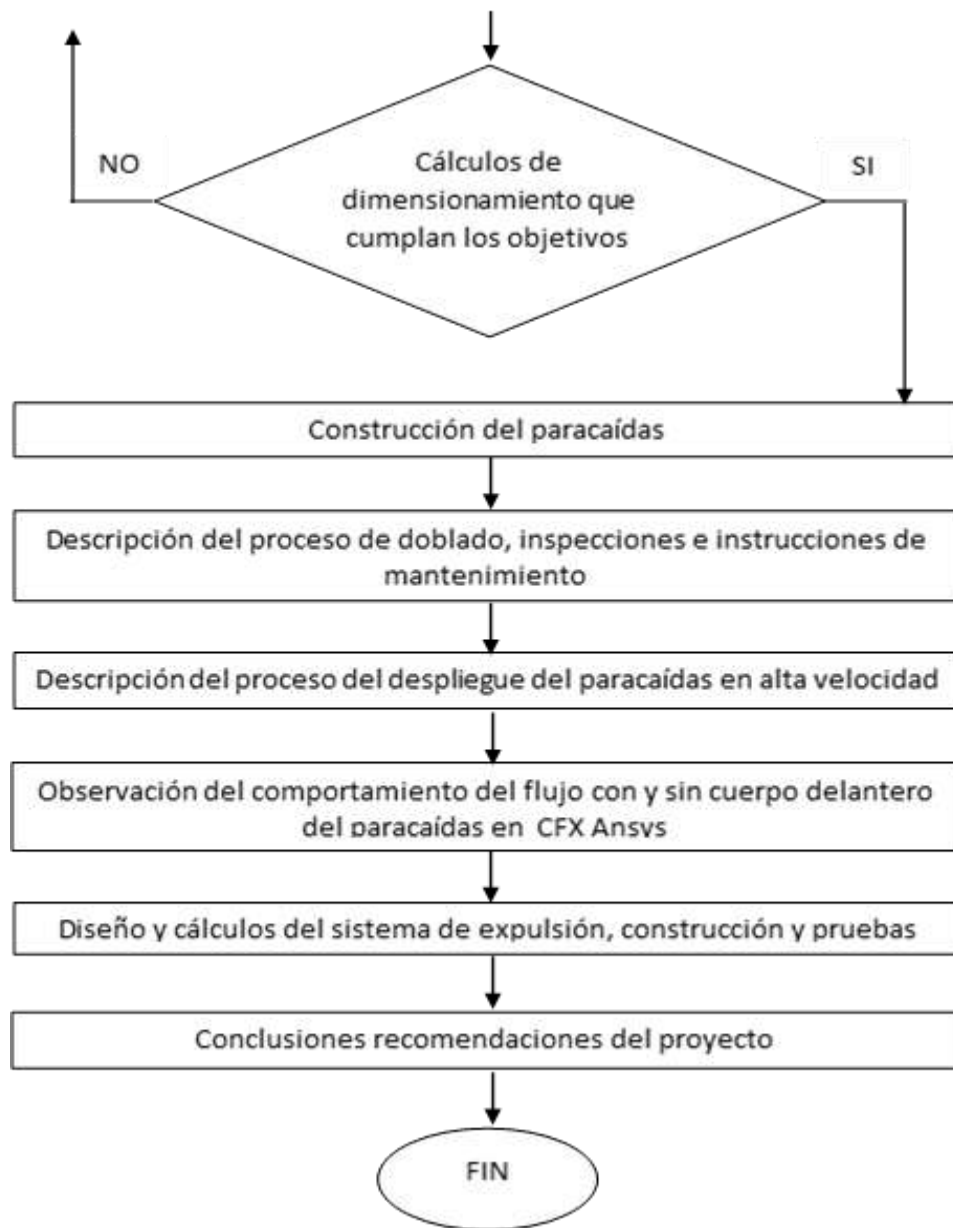 NO
Cálculos de
dimensionamiento que
cumplan los objetivos
SI
Construcción del paracaídas
Descripción del proceso de doblado, inspecciones e instrucciones de
mantenimiento
Descripción del proceso del despliegue del paracaídas en alta velocidad
Observación del comportamiento del flujo con y sin cuerpo delantero
del paracaídas en CFX Ansys
Diseño y cálculos del sistema de expulsión, construcción y pruebas
Conclusiones recomendaciones del proyecto
FIN